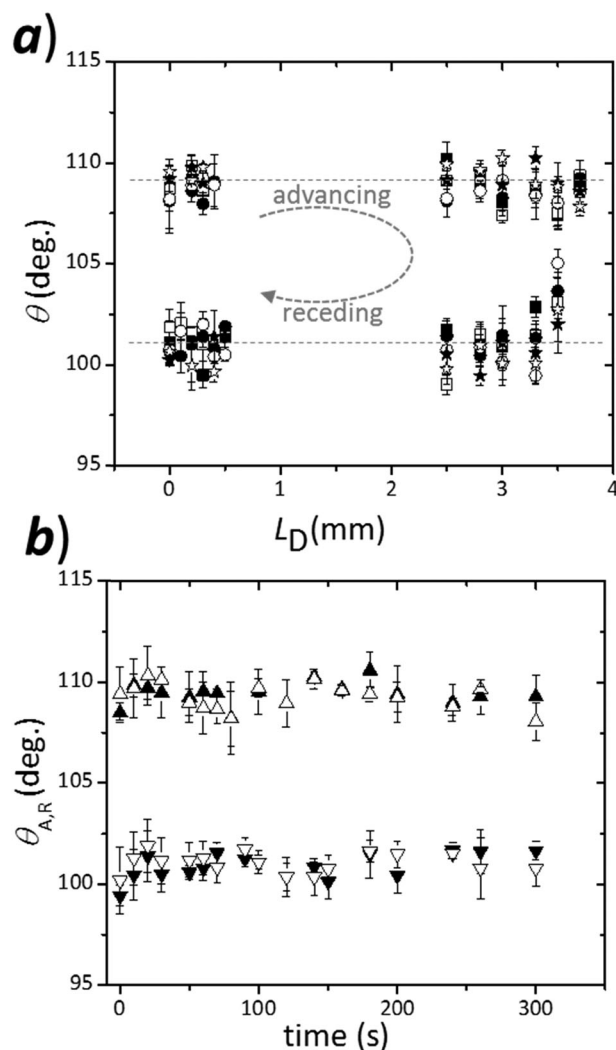 a)
115
110
105
100
95
θ (deg.)
advancing
receding
0
1
2
3
4
L_D (mm)
b)
115
110
105
100
95
θ_A,R (deg.)
0
100
200
300
time (s)